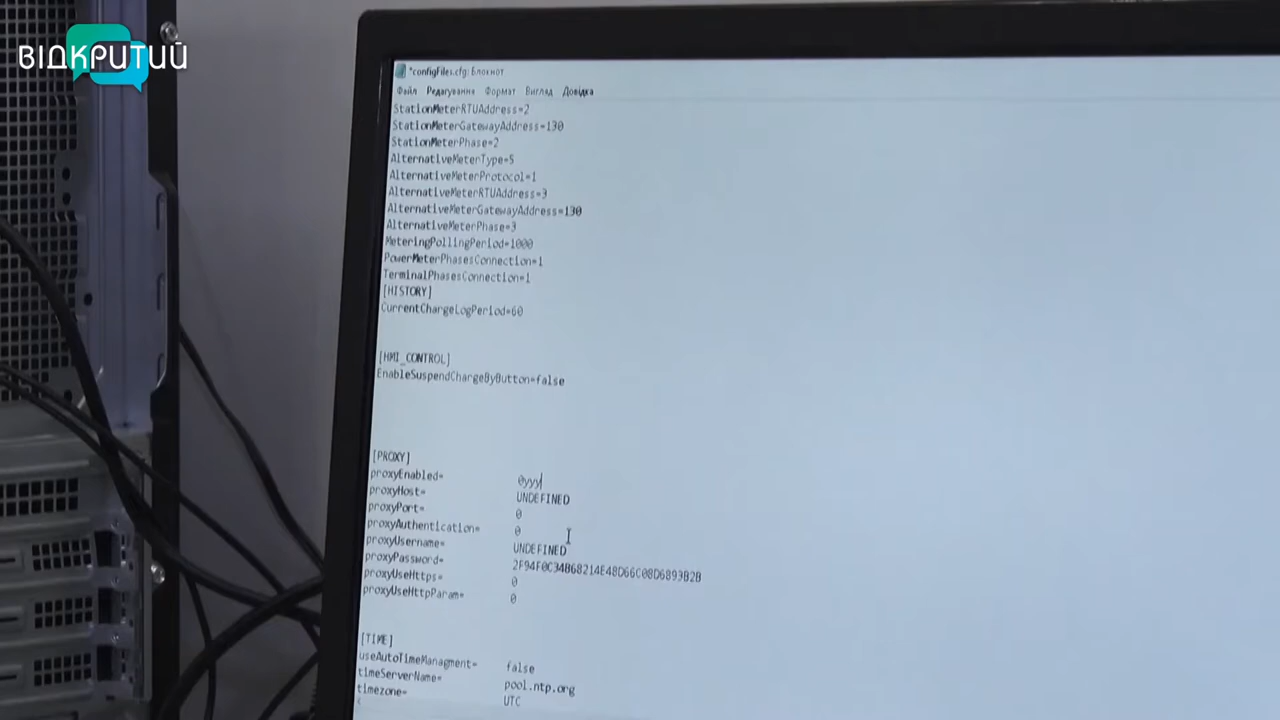 ВІДКРИТИЙ
*configFiles.cfg: Блокнот
Файл Редагування Формат Вигляд Довідка
StationMeterRTUAddress=2
StationMeterGatewayAddress=130
StationMeterPhase=2
AlternativeMeterType=5
AlternativeMeterProtocol=1
AlternativeMeterRTUAddress=3
AlternativeMeterGatewayAddress=130
AlternativeMeterPhase=3
MeteringPollingPeriod=1000
PowerMeterPhasesConnection=1
TerminalPhasesConnection=1
[HISTORY]
CurrentChargeLogPeriod=60
[HMI_CONTROL]
EnableSuspendChargeByButton=false
[PROXY]
proxyEnabled= 0yyy
proxyHost= UNDEFINED
proxyPort= 0
proxyAuthentication= 0
proxyUsername= UNDEFINED
proxyPassword= 2F94F0C34B68214E48D66C08D6893B2B
proxyUseHttps= 0
proxyUseHttpParam= 0
[TIME]
useAutoTimeManagment= false
timeServerName= pool.ntp.org
timezone= UTC